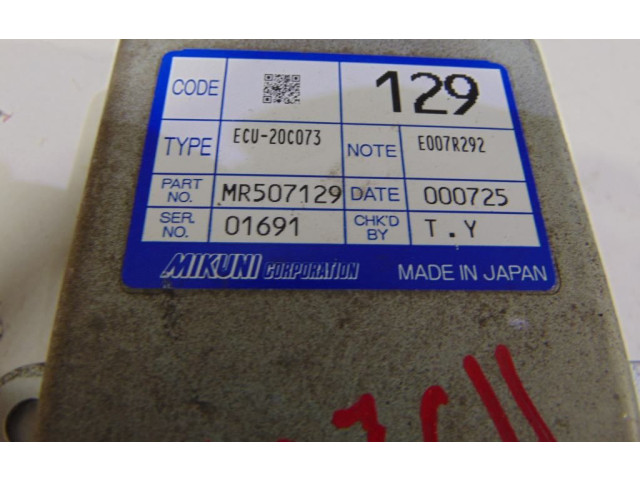 CODE 129
TYPE ECU-20C073 NOTE E007R292
PART NO. MR507129 DATE 000725
SER. NO. 01691 CHK'D BY T.Y
MIKUNI CORPORATION MADE IN JAPAN